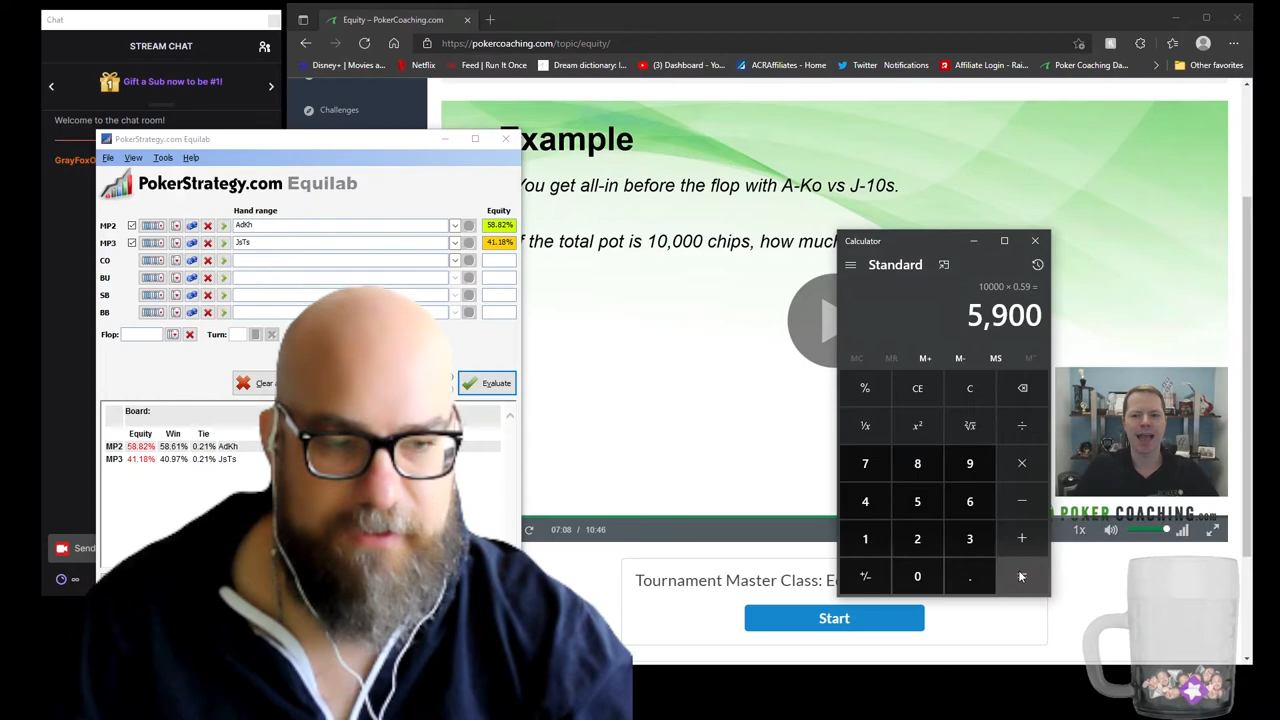 Chat
STREAM CHAT
Gift a Sub now to be #1!
Welcome to the chat room!
GrayFoxO
Send
Equity – PokerCoaching.com
https://pokercoaching.com/topic/equity/
Disney+ | Movies a...
Netflix
Feed | Run It Once
Dream dictionary: I...
(3) Dashboard - Yo...
ACRAffiliates - Home
Twitter
Notifications
Affiliate Login - Rai...
Poker Coaching Da...
Other favorites
Challenges
PokerStrategy.com Equilab
File View Tools Help
PokerStrategy.com Equilab
Hand range Equity
MP2 AdKh 58.82%
MP3 JsTs 41.18%
CO
BU
SB
BB
Flop: Turn:
Clear
Evaluate
Board:
Equity Win Tie
MP2 58.82% 58.61% 0.21% AdKh
MP3 41.18% 40.97% 0.21% JsTs
Example
You get all-in before the flop with A-Ko vs J-10s.
f the total pot is 10,000 chips, how much
Calculator
Standard
10000 × 0.59 =
5,900
MC MR M+ M- MS M˅
% CE C
¹/x x² ²√x ÷
7 8 9 ×
4 5 6 −
1 2 3 +
+/- 0 .
07:08 / 10:46
1x
POKER COACHING.com
Tournament Master Class: E
Start